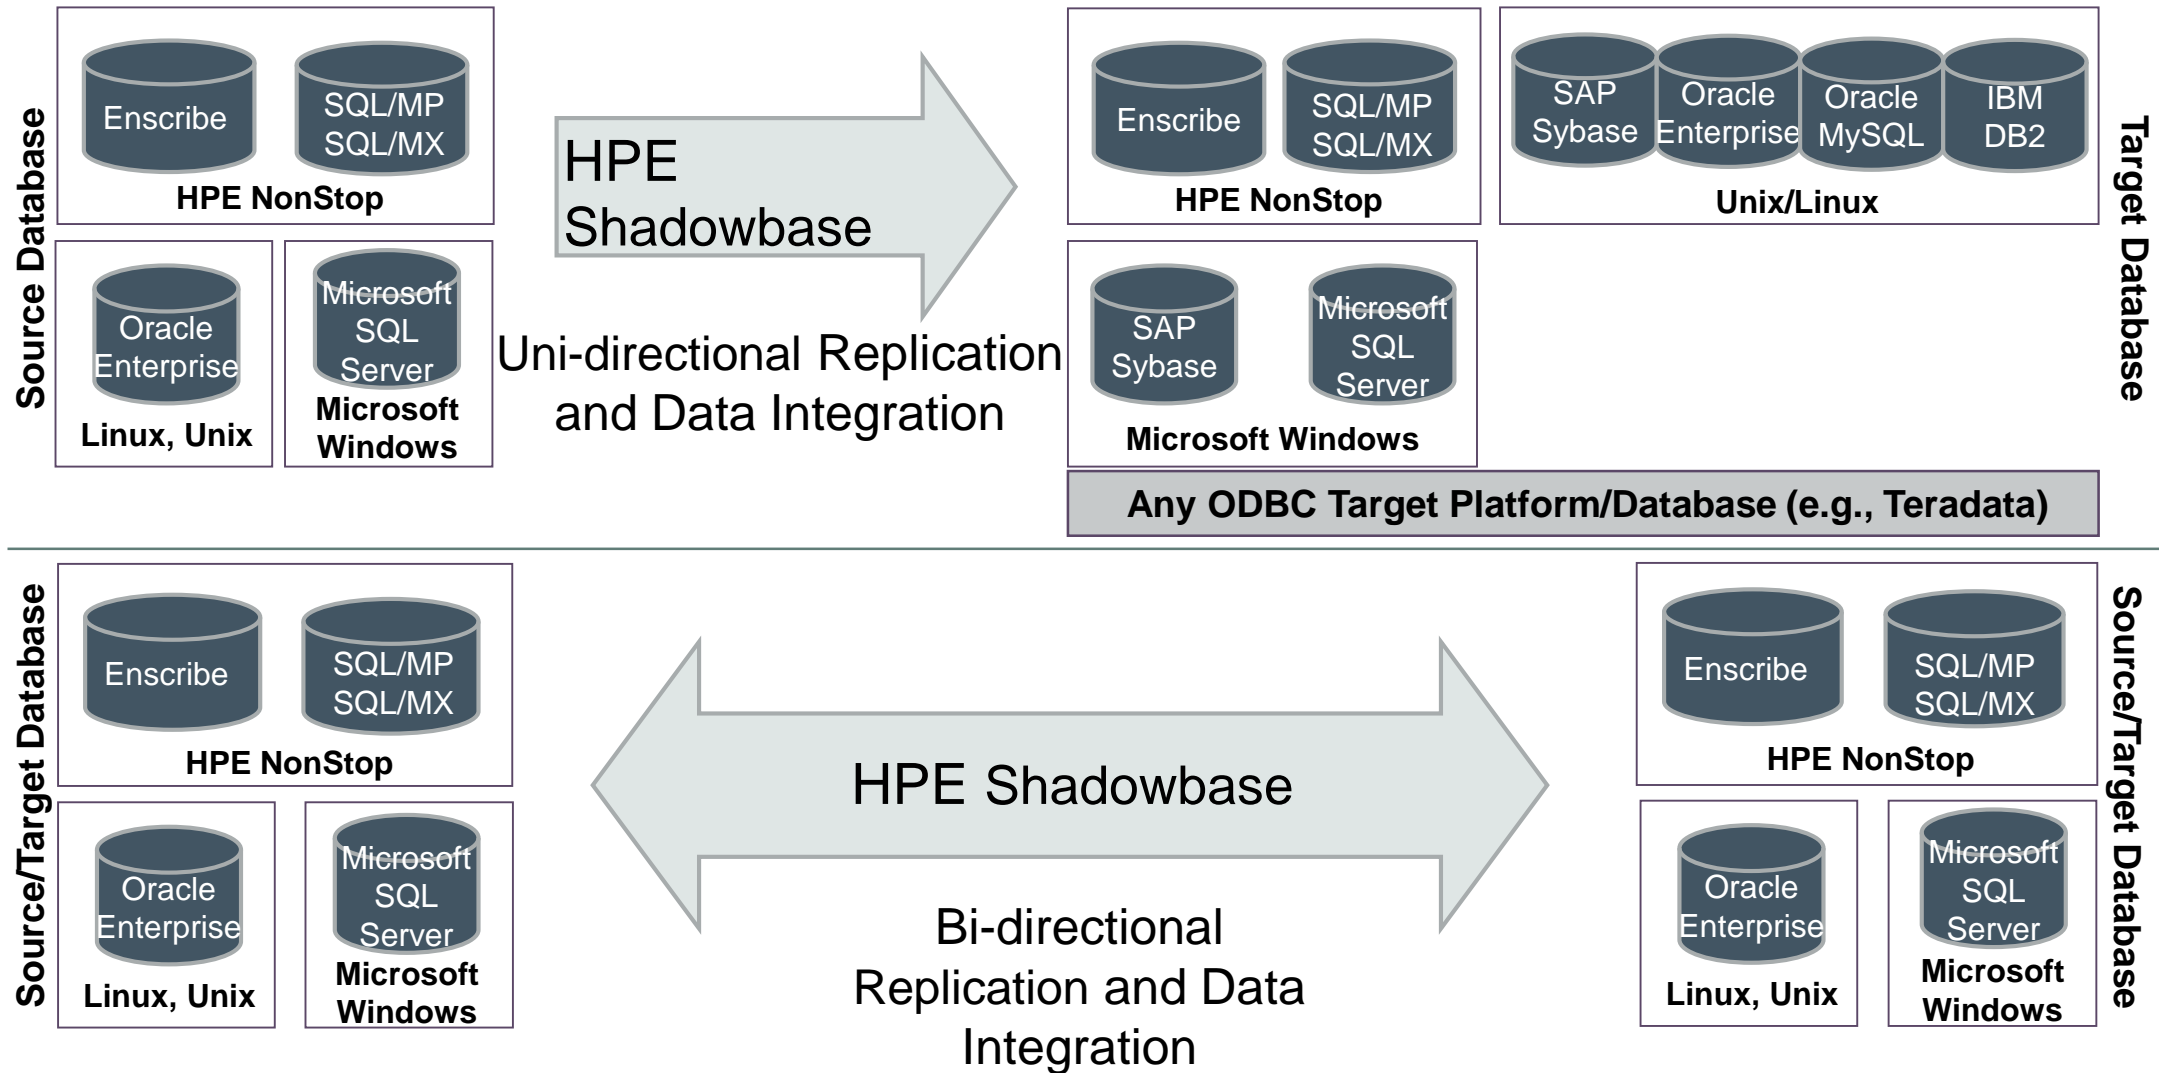 Source Database
Enscribe
SQL/MP
SQL/MX
HPE NonStop
Oracle
Enterprise
Linux, Unix
Microsoft
SQL
Server
Microsoft
Windows
HPE
Shadowbase
Uni-directional Replication
and Data Integration
Enscribe
SQL/MP
SQL/MX
HPE NonStop
SAP
Sybase
Oracle
Enterprise
Oracle
MySQL
IBM
DB2
Unix/Linux
SAP
Sybase
Microsoft
SQL
Server
Microsoft Windows
Any ODBC Target Platform/Database (e.g., Teradata)
Target Database
Source/Target Database
Enscribe
SQL/MP
SQL/MX
HPE NonStop
Oracle
Enterprise
Linux, Unix
Microsoft
SQL
Server
Microsoft
Windows
HPE Shadowbase
Bi-directional
Replication and Data
Integration
Enscribe
SQL/MP
SQL/MX
HPE NonStop
Oracle
Enterprise
Linux, Unix
Microsoft
SQL
Server
Microsoft
Windows
Source/Target Database